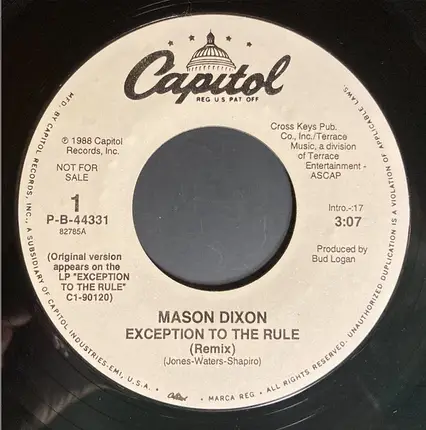 Capitol
REG. U.S. PAT. OFF.
℗ 1988 Capitol
Records, Inc.
NOT FOR
SALE
1
P-B-44331
82785A
(Original version
appears on the
LP "EXCEPTION
TO THE RULE"
C1-90120)
Cross Keys Pub.
Co., Inc./Terrace
Music, a division
of Terrace
Entertainment -
ASCAP
Intro.-:17
3:07
Produced by
Bud Logan
MASON DIXON
EXCEPTION TO THE RULE
(Remix)
(Jones-Waters-Shapiro)
MFD. BY CAPITOL RECORDS, INC., A SUBSIDIARY OF CAPITOL INDUSTRIES-EMI, U.S.A. • Capitol • MARCA REG. • ALL RIGHTS RESERVED. UNAUTHORIZED DUPLICATION IS A VIOLATION OF APPLICABLE LAWS.